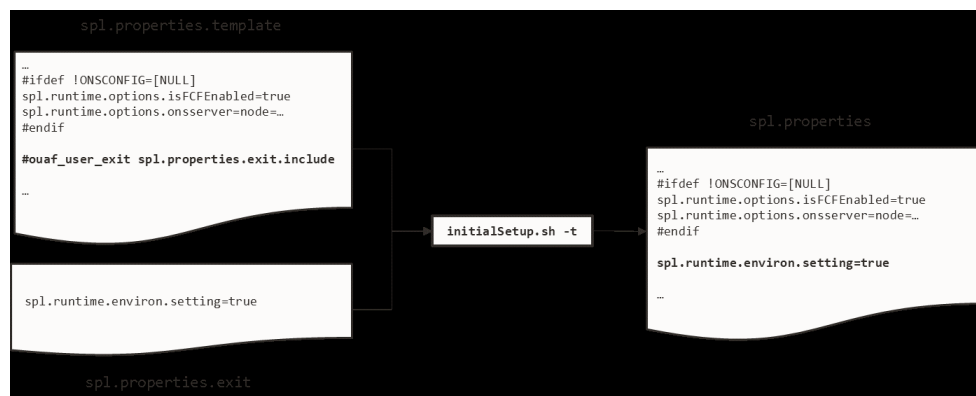 spl.properties.template
…
#ifdef !ONSCONFIG=[NULL]
spl.runtime.options.isFCFEnabled=true
spl.runtime.options.onsserver=node=…
#endif
#ouaf_user_exit spl.properties.exit.include
…
spl.runtime.environ.setting=true
spl.properties.exit
initialSetup.sh -t
spl.properties
…
#ifdef !ONSCONFIG=[NULL]
spl.runtime.options.isFCFEnabled=true
spl.runtime.options.onsserver=node=…
#endif
spl.runtime.environ.setting=true
…